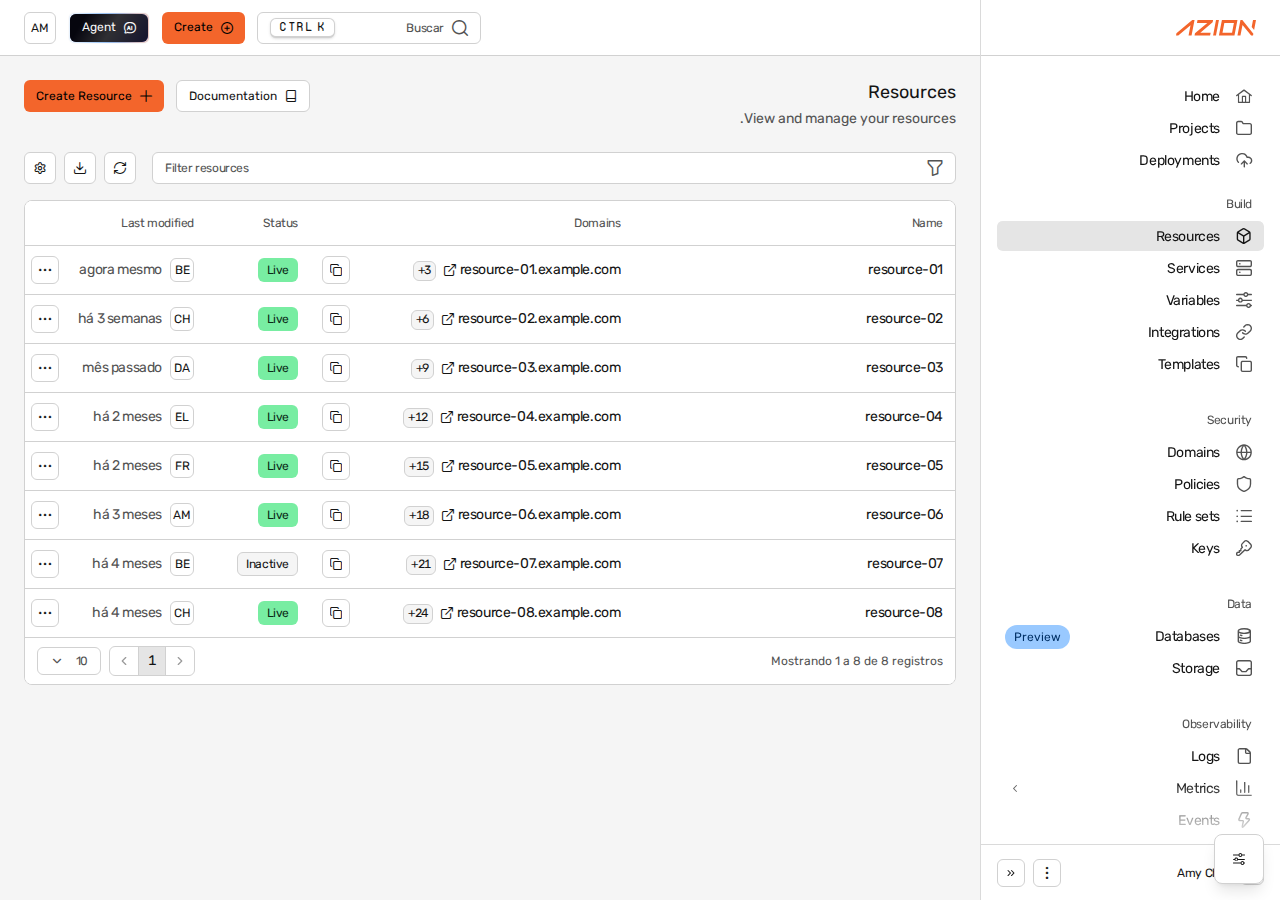 AZION
Buscar
CTRL K
Create
Agent
AM
Home
Projects
Deployments
Build
Resources
Services
Variables
Integrations
Templates
Security
Domains
Policies
Rule sets
Keys
Data
Databases Preview
Storage
Observability
Logs
Metrics
Events
Resources
View and manage your resources.
Documentation
Create Resource
Filter resources
Name Domains Status Last modified
resource-01 resource-01.example.com +3 Live BE agora mesmo
resource-02 resource-02.example.com +6 Live CH há 3 semanas
resource-03 resource-03.example.com +9 Live DA mês passado
resource-04 resource-04.example.com +12 Live EL há 2 meses
resource-05 resource-05.example.com +15 Live FR há 2 meses
resource-06 resource-06.example.com +18 Live AM há 3 meses
resource-07 resource-07.example.com +21 Inactive BE há 4 meses
resource-08 resource-08.example.com +24 Live CH há 4 meses
Mostrando 1 a 8 de 8 registros
1
10
Amy